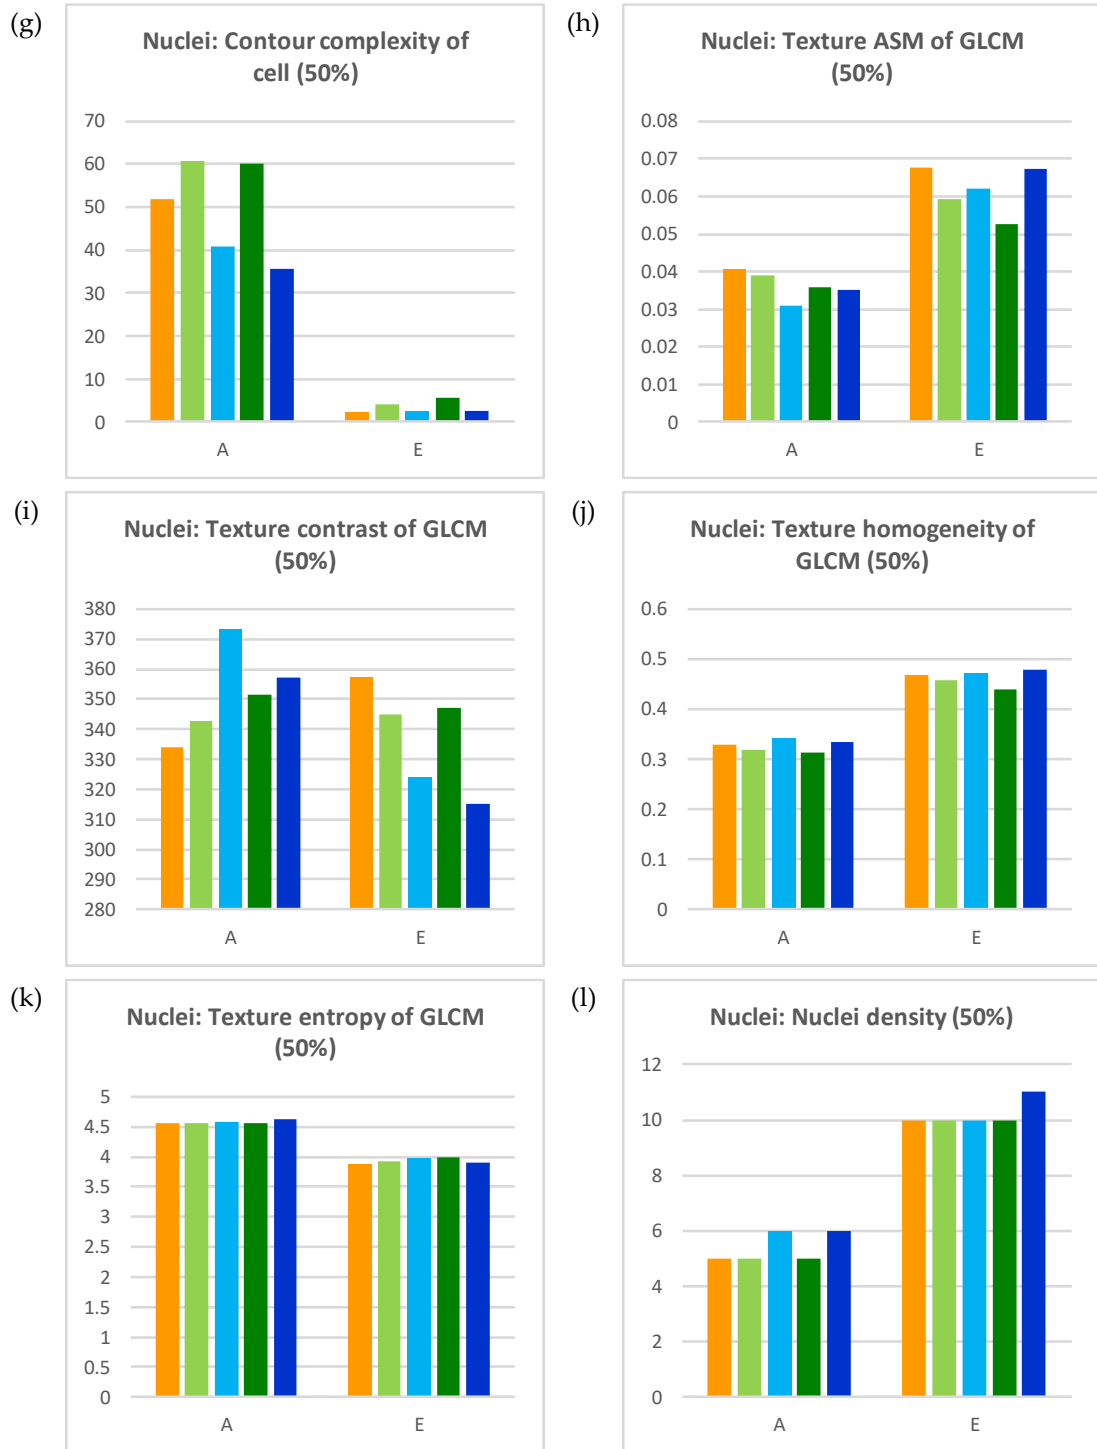 (g)
Nuclei: Contour complexity of
cell (50%)
70
60
50
40
30
20
10
0
A E
(h)
Nuclei: Texture ASM of GLCM
(50%)
0.08
0.07
0.06
0.05
0.04
0.03
0.02
0.01
0
A E
(i)
Nuclei: Texture contrast of GLCM
(50%)
380
370
360
350
340
330
320
310
300
290
280
A E
(j)
Nuclei: Texture homogeneity of
GLCM (50%)
0.6
0.5
0.4
0.3
0.2
0.1
0
A E
(k)
Nuclei: Texture entropy of GLCM
(50%)
5
4.5
4
3.5
3
2.5
2
1.5
1
0.5
0
A E
(l)
Nuclei: Nuclei density (50%)
12
10
8
6
4
2
0
A E